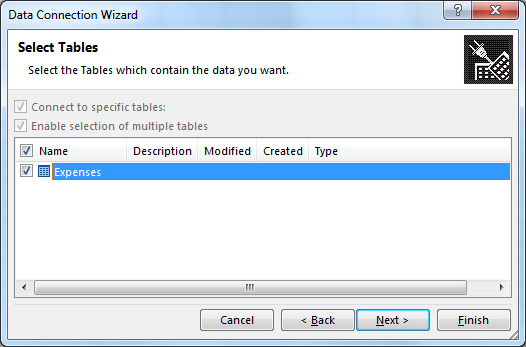 Data Connection Wizard
Select Tables
Select the Tables which contain the data you want.
Connect to specific tables:
Enable selection of multiple tables
Name Description Modified Created Type
Expenses
Cancel < Back Next > Finish